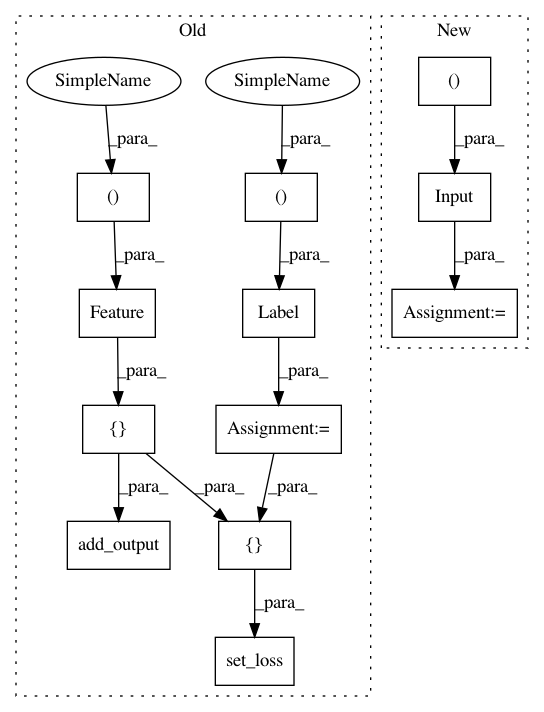 Old
New
SimpleName
SimpleName
()
_para_
_para_
_para_
()
()
Input
_para_
_para_
_para_
Feature
Label
Assignment:=
_para_
_para_
{}
Assignment:=
_para_
_para_
_para_
add_output
{}
_para_
set_loss